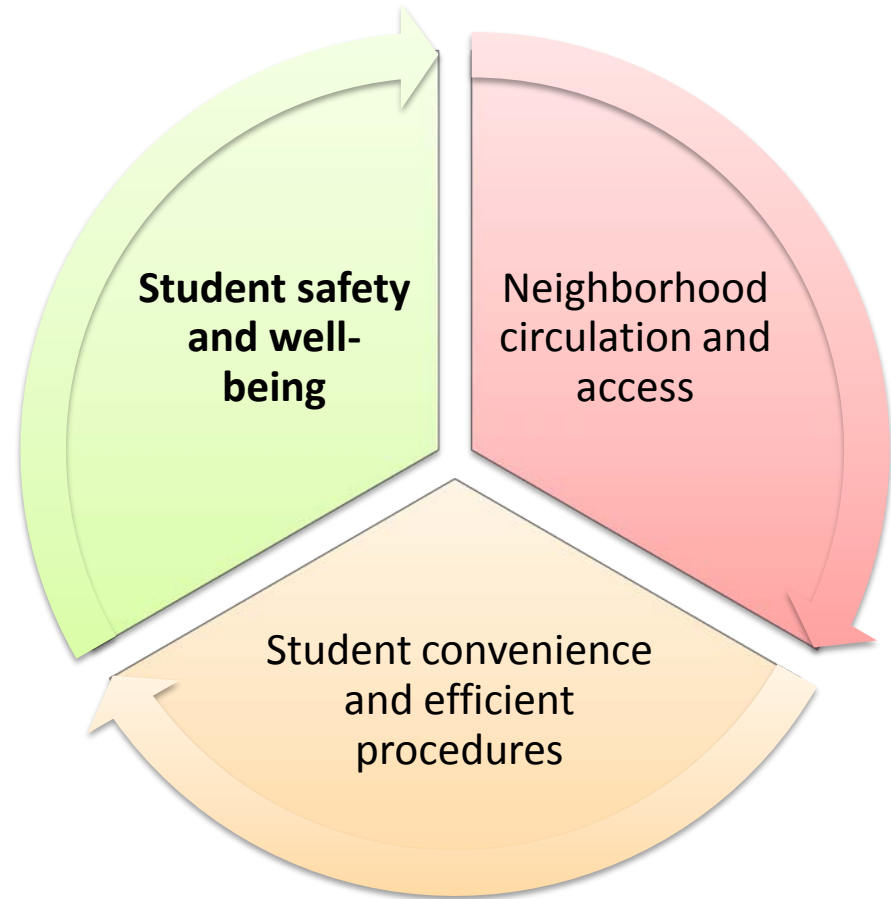 Student safety
and well-
being
Neighborhood
circulation and
access
Student convenience
and efficient
procedures